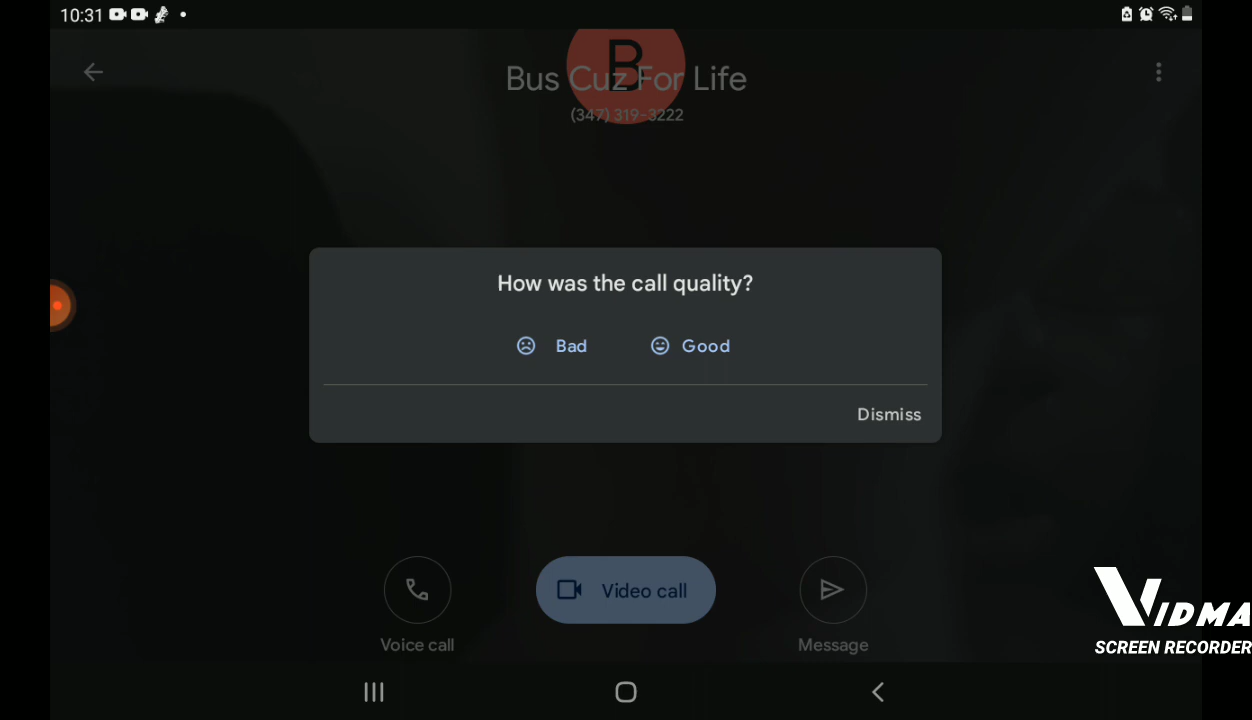 10:31
B
Bus Cuz For Life
(347) 319-3222
How was the call quality?
Bad Good
Dismiss
Video call
Voice call Message
VIDMA
SCREEN RECORDER